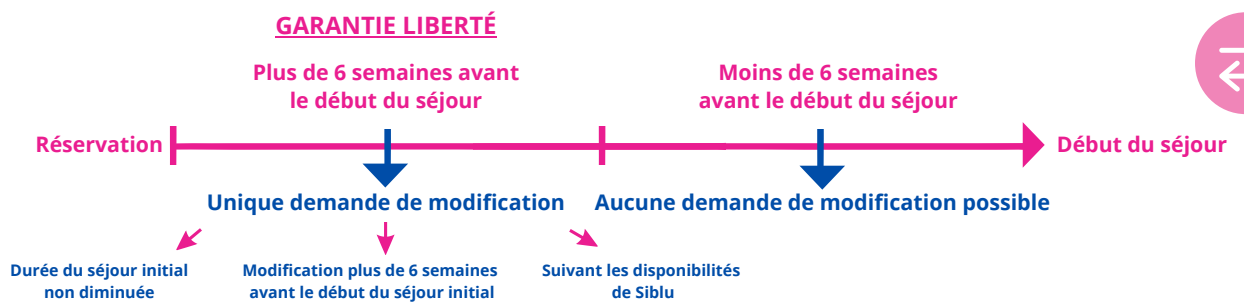 GARANTIE LIBERTÉ
Plus de 6 semaines avant
le début du séjour
Moins de 6 semaines
avant le début du séjour
Réservation
Début du séjour
Unique demande de modification
Aucune demande de modification possible
Durée du séjour initial
non diminuée
Modification plus de 6 semaines
avant le début du séjour initial
Suivant les disponibilités
de Siblu